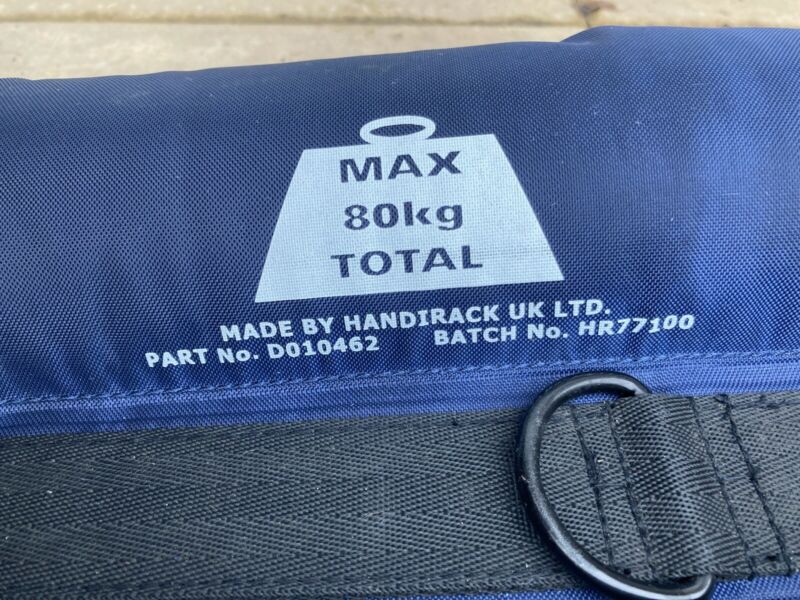 MAX
80kg
TOTAL
MADE BY HANDIRACK UK LTD.
PART No. D010462 BATCH No. HR77100